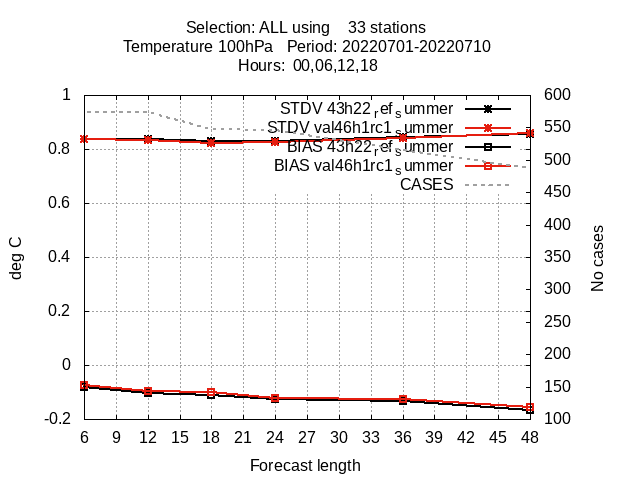 Selection: ALL using 33 stations
Temperature 100hPa Period: 20220701-20220710
Hours: 00,06,12,18
1
0.8
0.6
0.4
0.2
0
-0.2
deg C
STDV 43h22ref_summer
STDV val46h1rc1_summer
BIAS 43h22ref_summer
BIAS val46h1rc1_summer
CASES
600
550
500
450
400
350
300
250
200
150
100
No cases
6 9 12 15 18 21 24 27 30 33 36 39 42 45 48
Forecast length